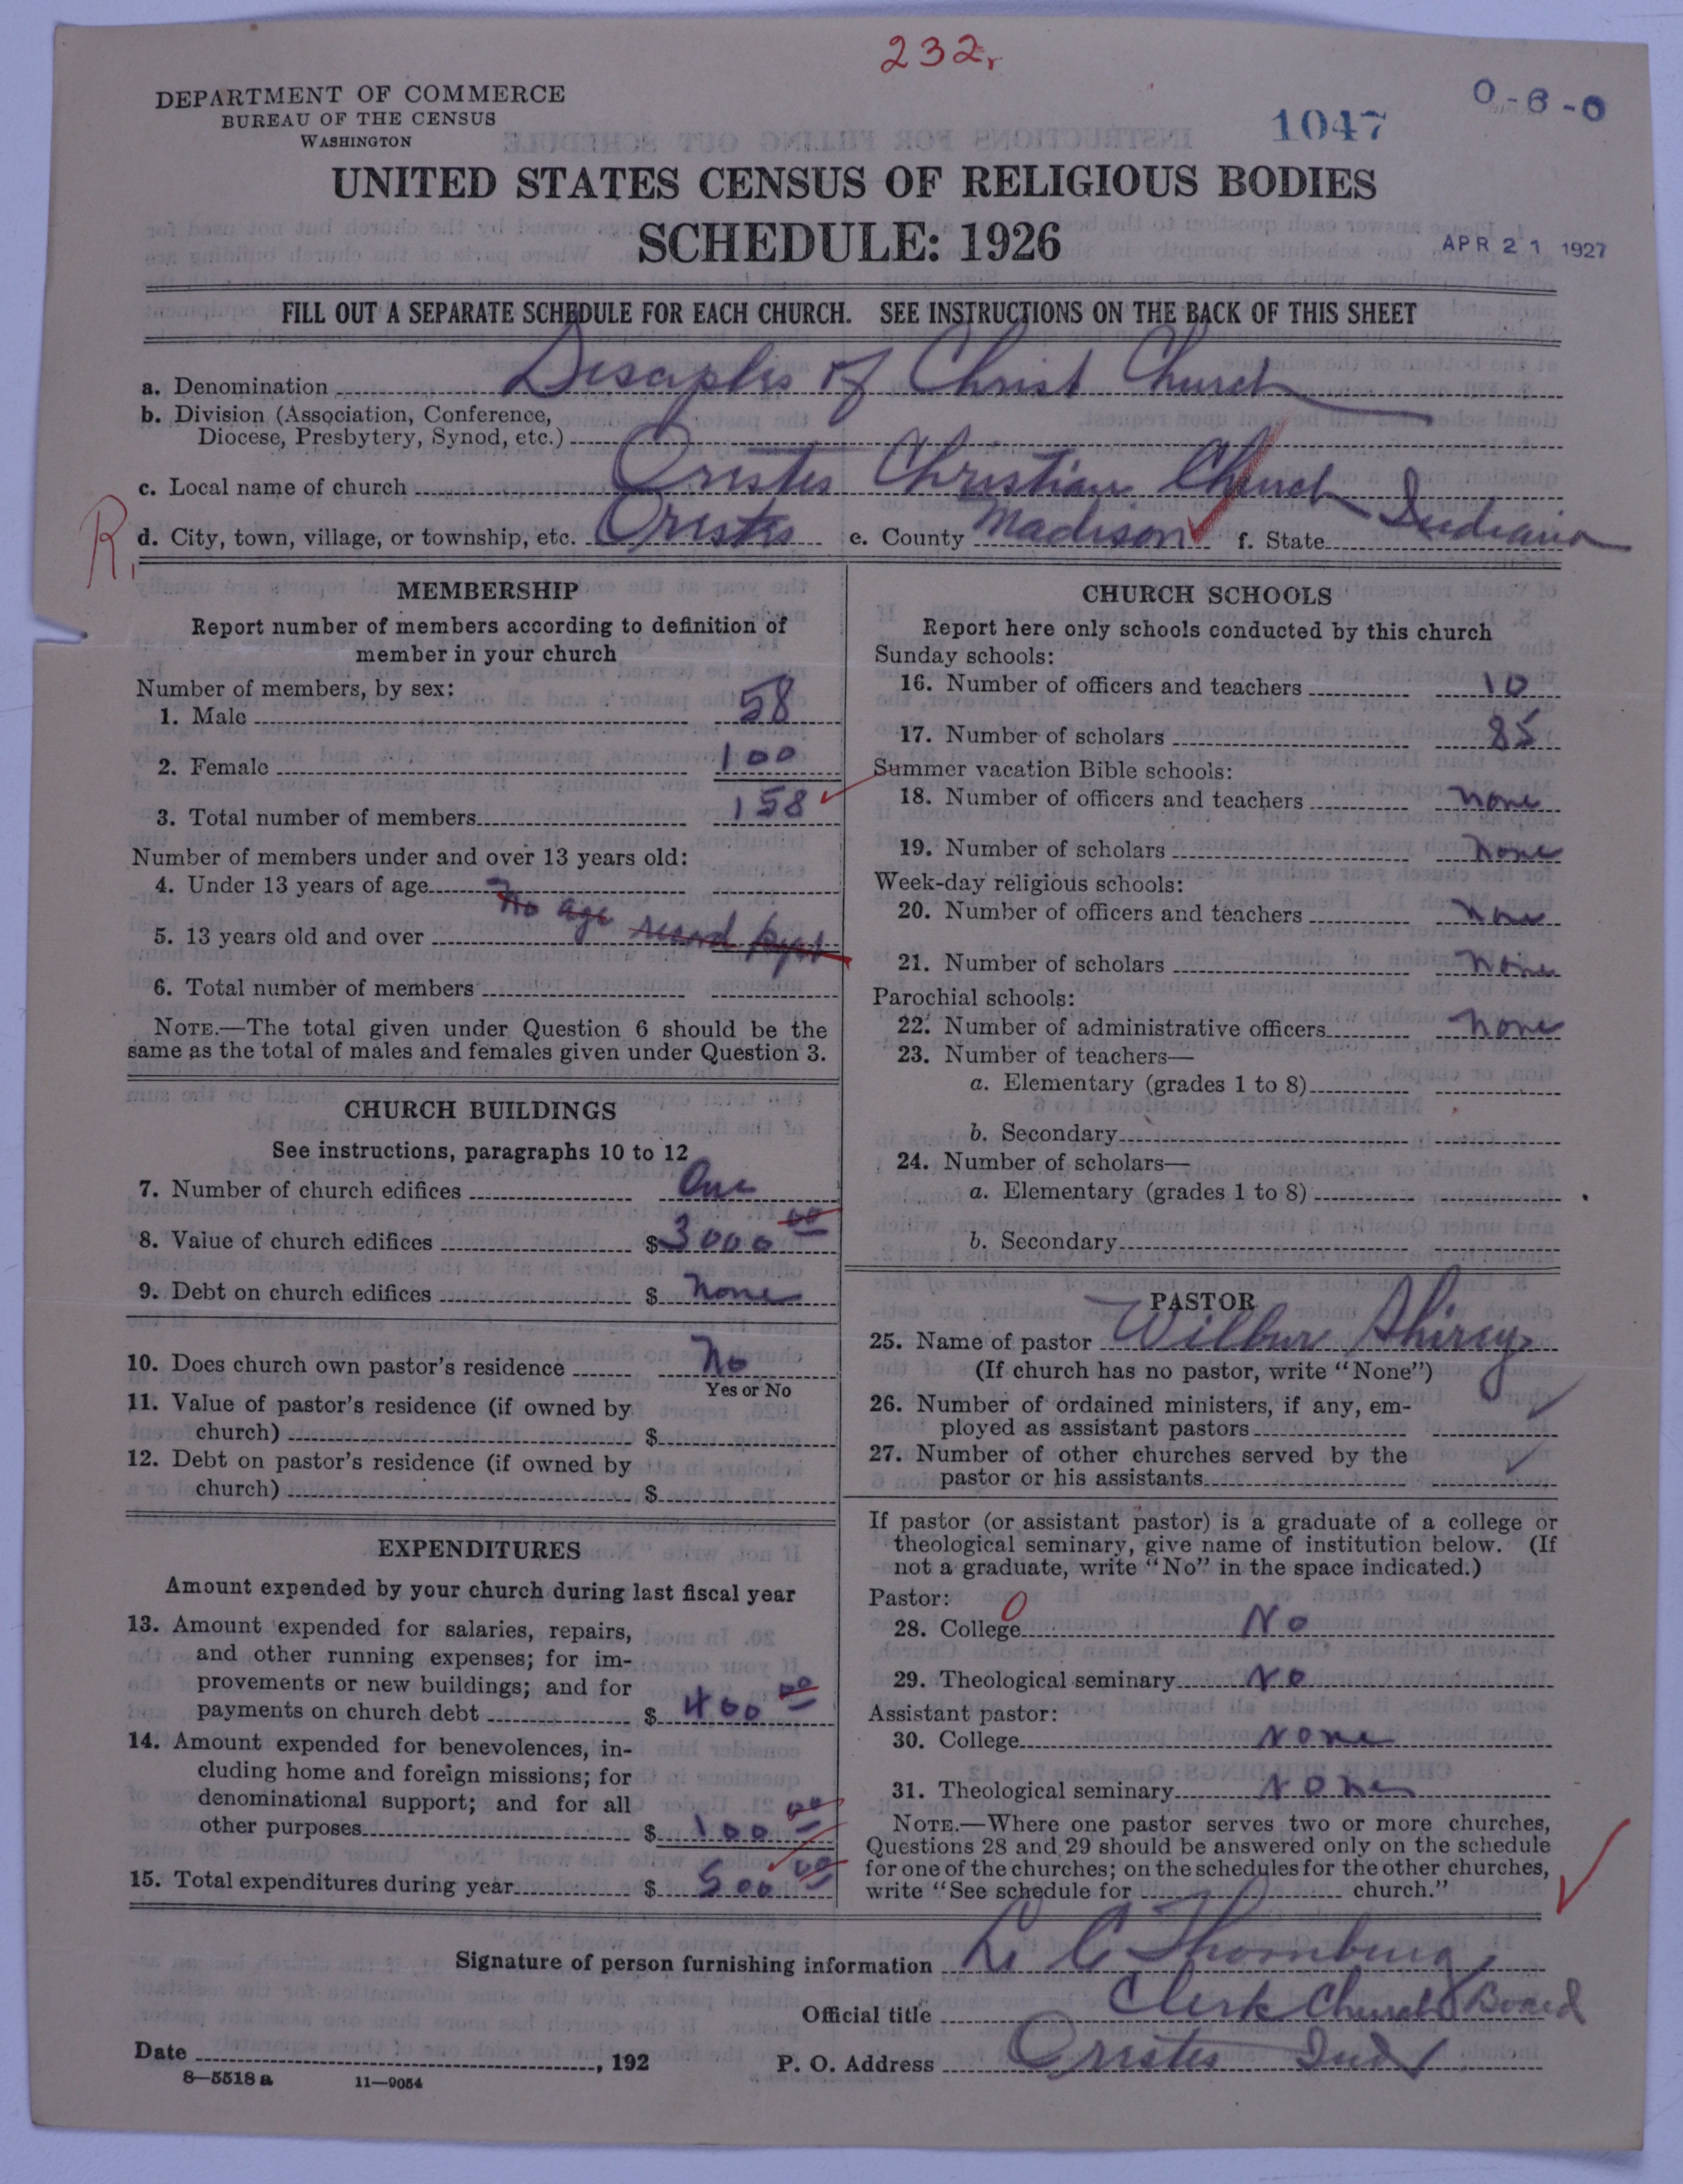 232.
DEPARTMENT OF COMMERCE
BUREAU OF THE CENSUS
WASHINGTON
1047
0-6-0
UNITED STATES CENSUS OF RELIGIOUS BODIES
SCHEDULE: 1926
APR 21 1927
FILL OUT A SEPARATE SCHEDULE FOR EACH CHURCH. SEE INSTRUCTIONS ON THE BACK OF THIS SHEET
a. Denomination Disciples of Christ Church
b. Division (Association, Conference,
Diocese, Presbytery, Synod, etc.)
c. Local name of church Orestes Christian Church
R.
d. City, town, village, or township, etc. Orestes e. County Madison f. State Indiana
MEMBERSHIP
Report number of members according to definition of
member in your church
Number of members, by sex:
1. Male 58
2. Female 100
3. Total number of members 158
Number of members under and over 13 years old:
4. Under 13 years of age
No age record kept
5. 13 years old and over
6. Total number of members
NOTE.—The total given under Question 6 should be the
same as the total of males and females given under Question 3.
CHURCH BUILDINGS
See instructions, paragraphs 10 to 12
7. Number of church edifices One
8. Value of church edifices $3000 00
9. Debt on church edifices $ None
10. Does church own pastor's residence No
Yes or No
11. Value of pastor's residence (if owned by
church) $
12. Debt on pastor's residence (if owned by
church) $
EXPENDITURES
Amount expended by your church during last fiscal year
13. Amount expended for salaries, repairs,
and other running expenses; for im-
provements or new buildings; and for
payments on church debt $ 400 00
14. Amount expended for benevolences, in-
cluding home and foreign missions; for
denominational support; and for all
other purposes $ 100 00
15. Total expenditures during year $ 500 00
CHURCH SCHOOLS
Report here only schools conducted by this church
Sunday schools:
16. Number of officers and teachers 10
17. Number of scholars 85
Summer vacation Bible schools:
18. Number of officers and teachers None
19. Number of scholars None
Week-day religious schools:
20. Number of officers and teachers None
21. Number of scholars None
Parochial schools:
22. Number of administrative officers None
23. Number of teachers—
a. Elementary (grades 1 to 8)
b. Secondary
24. Number of scholars—
a. Elementary (grades 1 to 8)
b. Secondary
PASTOR
25. Name of pastor Wilbur Shirey
(If church has no pastor, write "None")
26. Number of ordained ministers, if any, em-
ployed as assistant pastors
27. Number of other churches served by the
pastor or his assistants
If pastor (or assistant pastor) is a graduate of a college or
theological seminary, give name of institution below. (If
not a graduate, write "No" in the space indicated.)
Pastor: 0
28. College No
29. Theological seminary No
Assistant pastor:
30. College None
31. Theological seminary None
NOTE.—Where one pastor serves two or more churches,
Questions 28 and 29 should be answered only on the schedule
for one of the churches; on the schedules for the other churches,
write "See schedule for church."
Signature of person furnishing information L C Thornburg
Official title Clerk Church Board
Date , 192 P. O. Address Orestes Ind
8—5518 a 11—9054